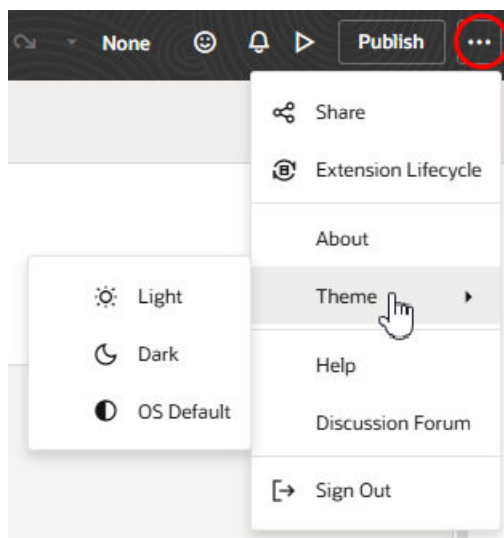 None
Publish
Share
Extension Lifecycle
About
Theme
Light
Dark
OS Default
Help
Discussion Forum
Sign Out